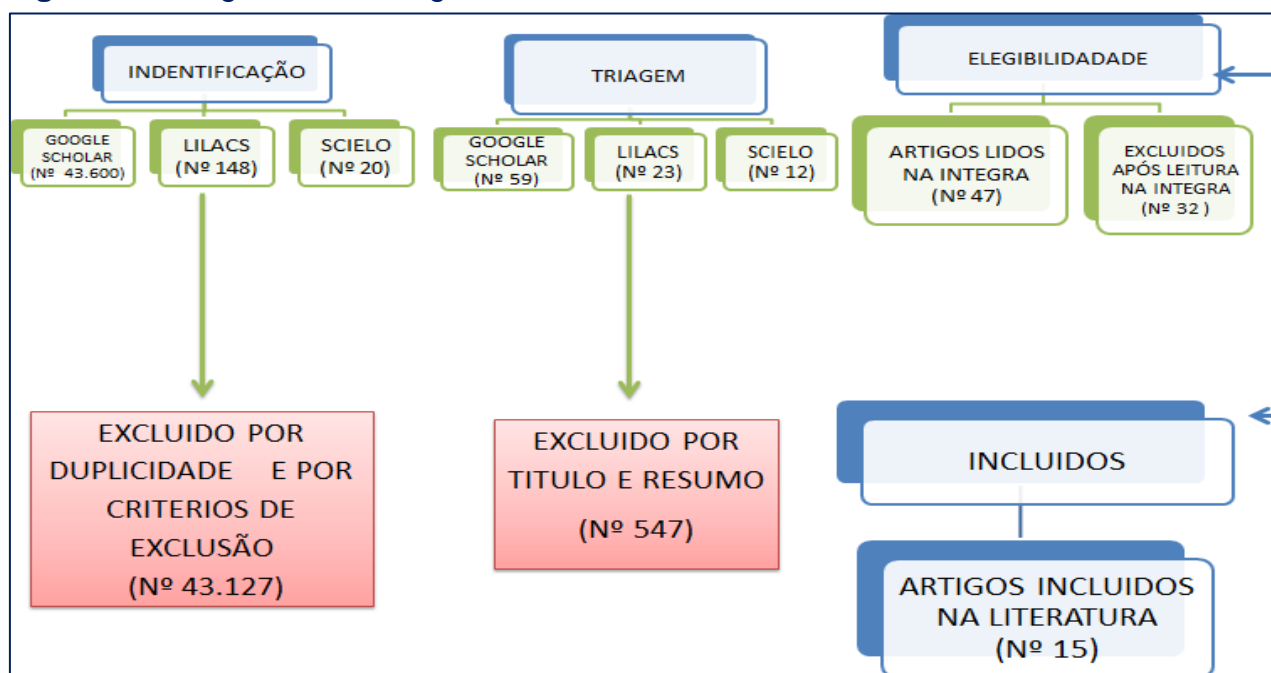 INDENTIFICAÇÃO
GOOGLE
SCHOLAR
(Nº 43.600)
LILACS
(Nº 148)
SCIELO
(Nº 20)
EXCLUIDO POR
DUPLICIDADE E POR
CRITERIOS DE
EXCLUSÃO
(Nº 43.127)
TRIAGEM
GOOGLE
SCHOLAR
(Nº 59)
LILACS
(Nº 23)
SCIELO
(Nº 12)
EXCLUIDO POR
TITULO E RESUMO
(Nº 547)
ELEGIBILIDADADE
ARTIGOS LIDOS
NA INTEGRA
(Nº 47)
EXCLUIDOS
APÓS LEITURA
NA INTEGRA
(Nº 32 )
INCLUIDOS
ARTIGOS INCLUIDOS
NA LITERATURA
(Nº 15)